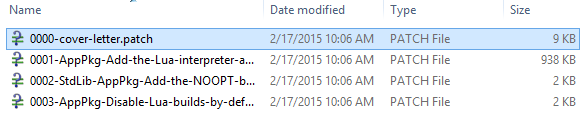 Name Date modified Type Size
0000-cover-letter.patch 2/17/2015 10:06 AM PATCH File 9 KB
0001-AppPkg-Add-the-Lua-interpreter-a... 2/17/2015 10:06 AM PATCH File 938 KB
0002-StdLib-AppPkg-Add-the-NOOPT-b... 2/17/2015 10:06 AM PATCH File 2 KB
0003-AppPkg-Disable-Lua-builds-by-def... 2/17/2015 10:06 AM PATCH File 2 KB